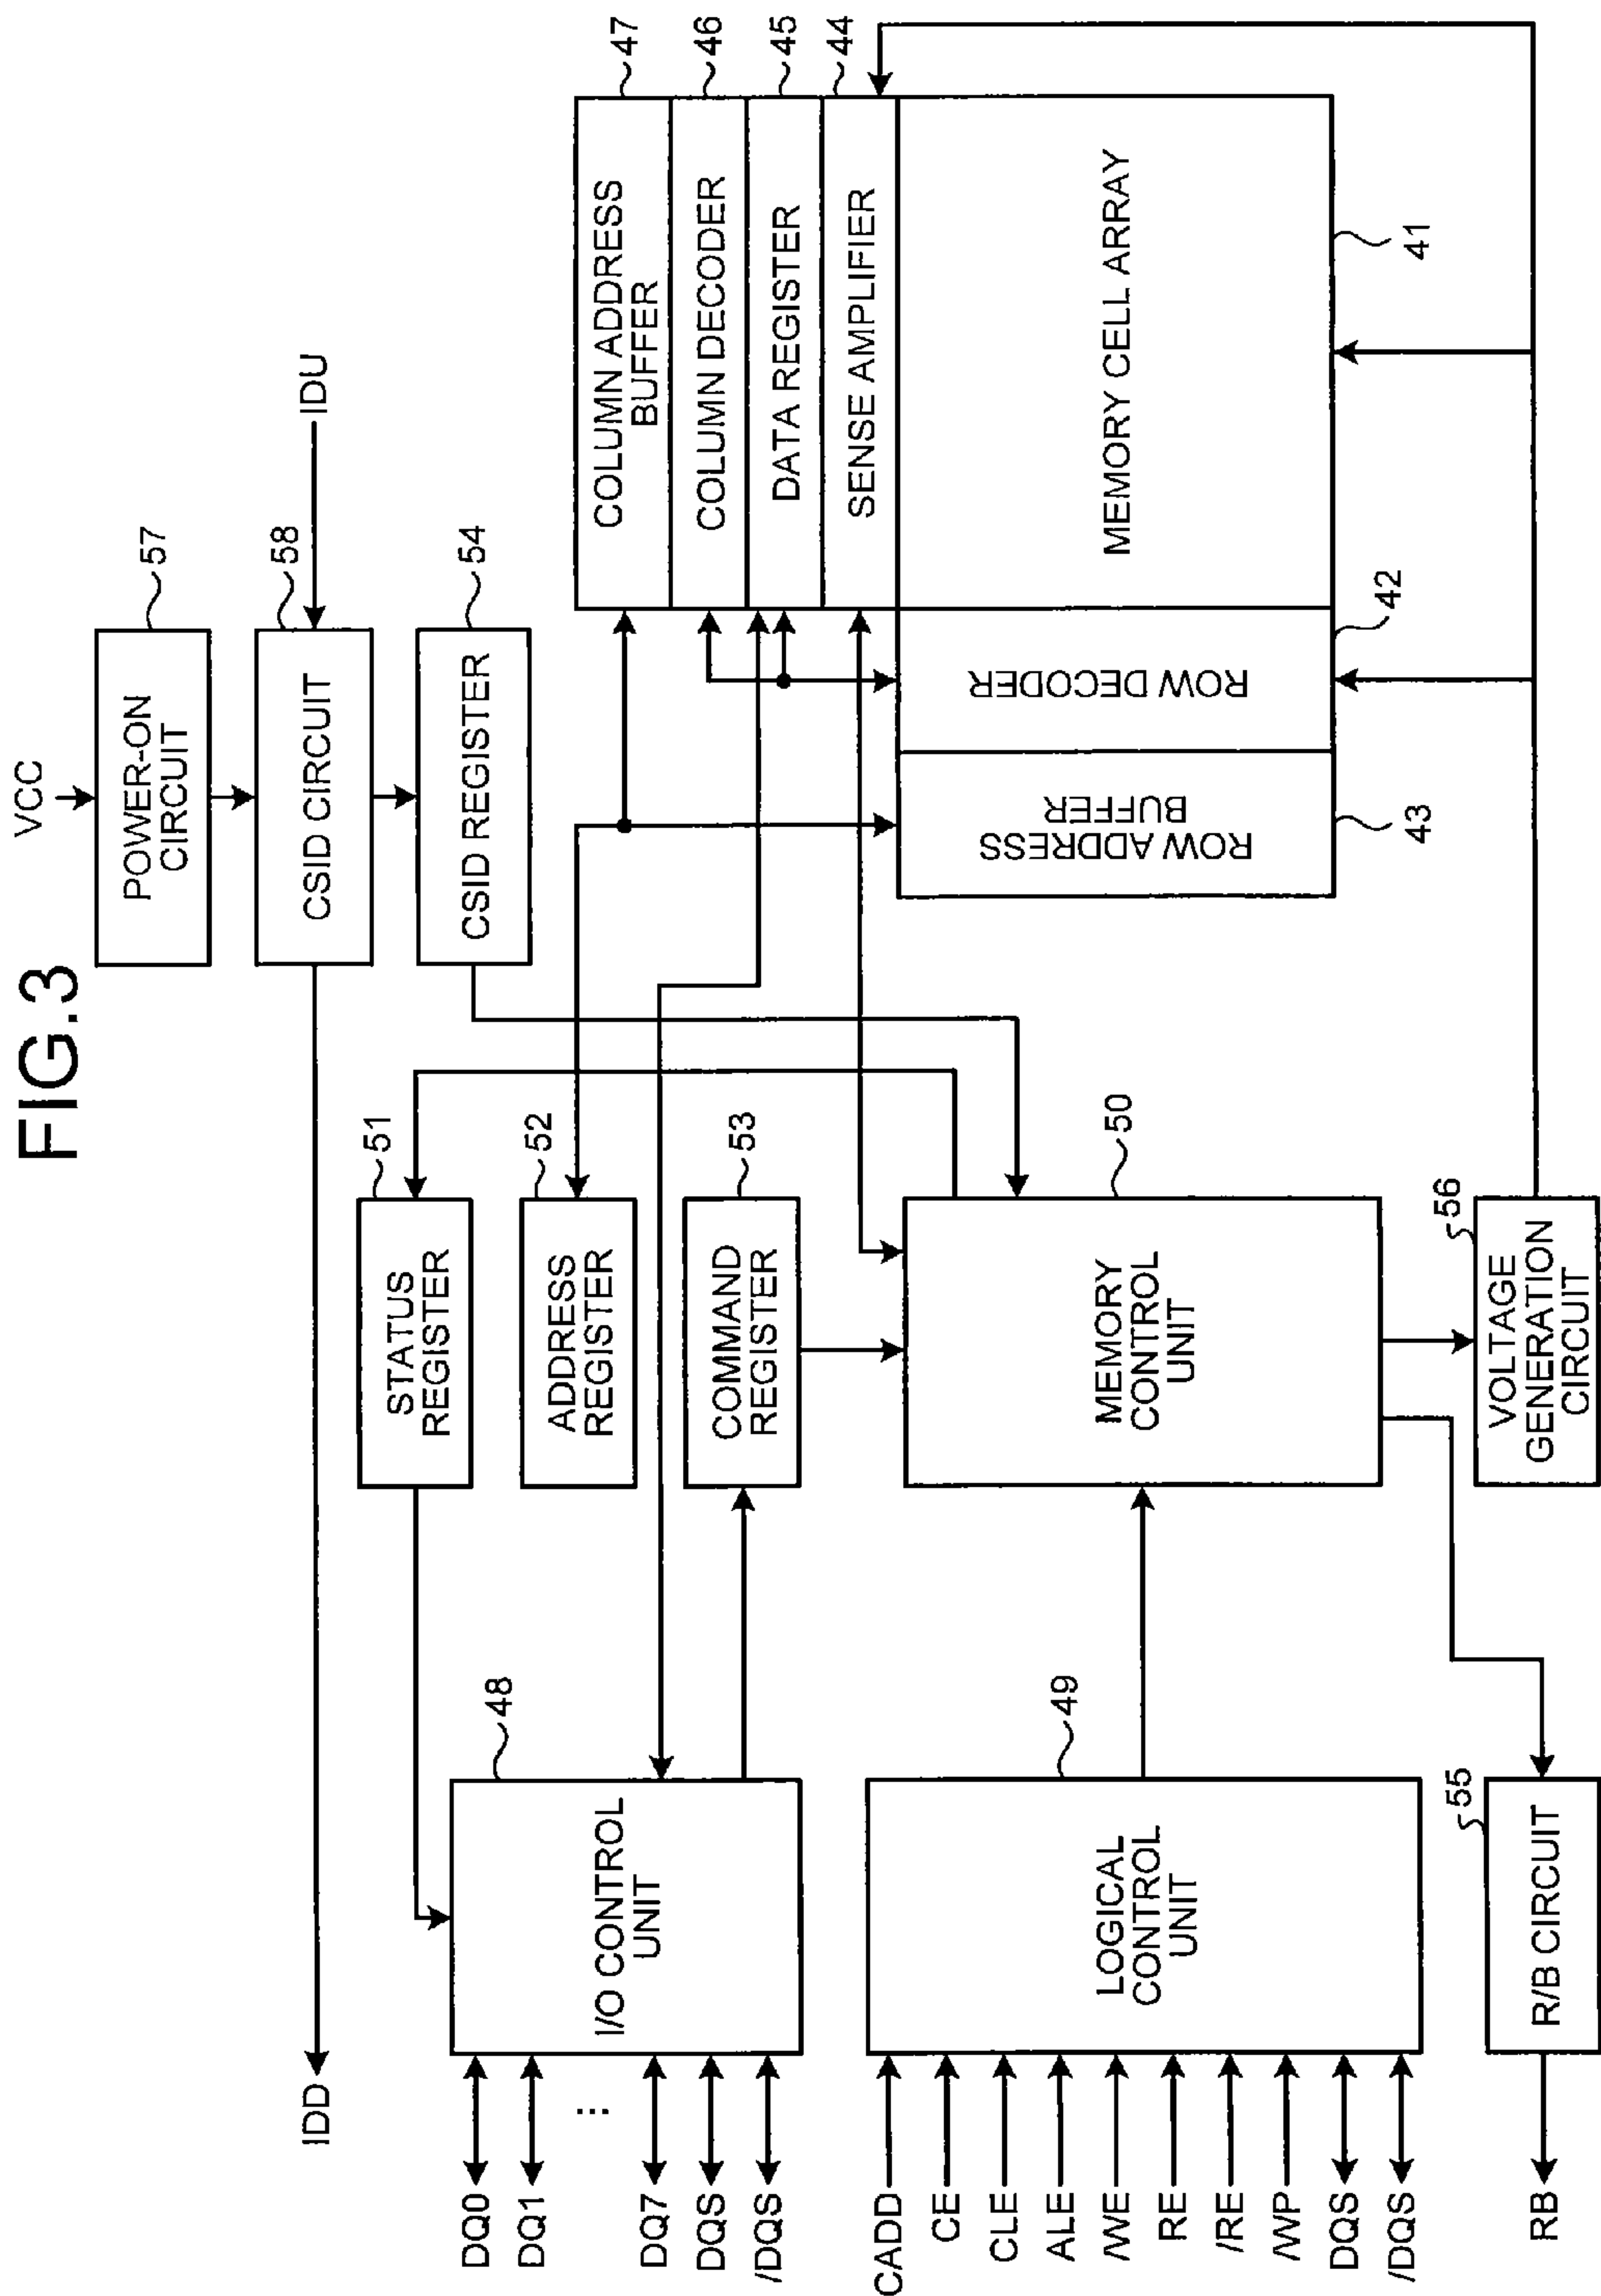 FIG.3
VCC
POWER-ON
CIRCUIT
57
CSID CIRCUIT
58
IDU
CSID REGISTER
54
IDD
STATUS
REGISTER
51
ADDRESS
REGISTER
52
COMMAND
REGISTER
53
COLUMN ADDRESS
BUFFER
47
COLUMN DECODER
46
DATA REGISTER
45
SENSE AMPLIFIER
44
MEMORY CELL ARRAY
41
ROW DECODER
42
ROW ADDRESS
BUFFER
43
DQ0
DQ1
...
DQ7
DQS
/DQS
I/O CONTROL
UNIT
48
CADD
CE
CLE
ALE
/WE
RE
/RE
/WP
DQS
/DQS
LOGICAL
CONTROL
UNIT
49
MEMORY
CONTROL
UNIT
50
RB
R/B CIRCUIT
55
VOLTAGE
GENERATION
CIRCUIT
56